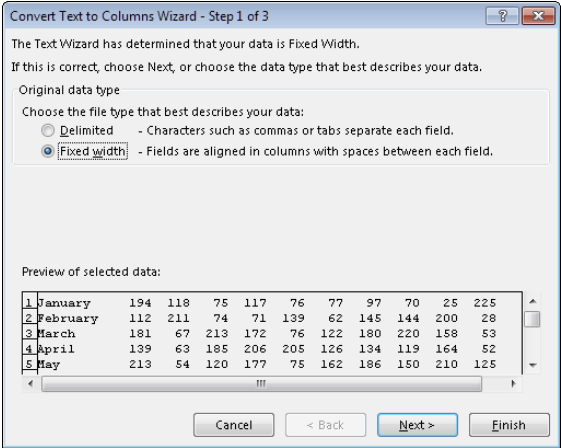 Convert Text to Columns Wizard - Step 1 of 3
The Text Wizard has determined that your data is Fixed Width.
If this is correct, choose Next, or choose the data type that best describes your data.
Original data type
Choose the file type that best describes your data:
Delimited - Characters such as commas or tabs separate each field.
Fixed width - Fields are aligned in columns with spaces between each field.
Preview of selected data:
1 January 194 118 75 117 76 77 97 70 25 225
2 February 112 211 74 71 139 62 145 144 200 28
3 March 181 67 213 172 76 122 180 220 158 53
4 April 139 63 185 206 205 126 134 119 164 52
5 May 213 54 120 177 75 162 186 150 210 125
Cancel < Back Next > Finish